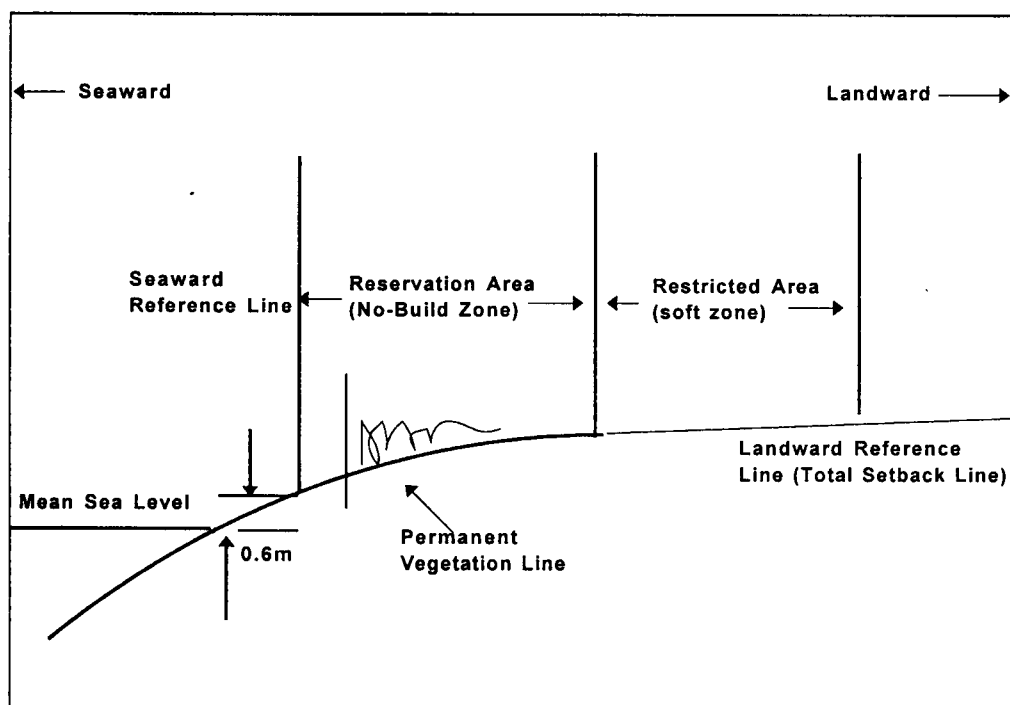 Seaward
Landward
Seaward
Reference Line
Reservation Area
(No-Build Zone)
Restricted Area
(soft zone)
Mean Sea Level
0.6m
Permanent
Vegetation Line
Landward Reference
Line (Total Setback Line)